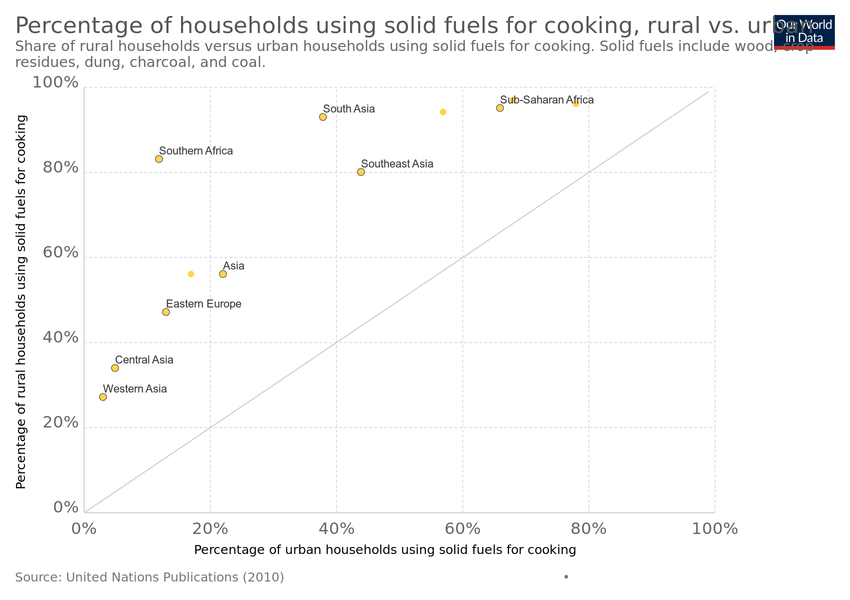 Percentage of households using solid fuels for cooking, rural vs. urban
Our World
in Data
Share of rural households versus urban households using solid fuels for cooking. Solid fuels include wood, crop
residues, dung, charcoal, and coal.
Percentage of rural households using solid fuels for cooking
100%
80%
60%
40%
20%
0%
Sub-Saharan Africa
South Asia
Southern Africa
Southeast Asia
Asia
Eastern Europe
Central Asia
Western Asia
0%
20%
40%
60%
80%
100%
Percentage of urban households using solid fuels for cooking
Source: United Nations Publications (2010)